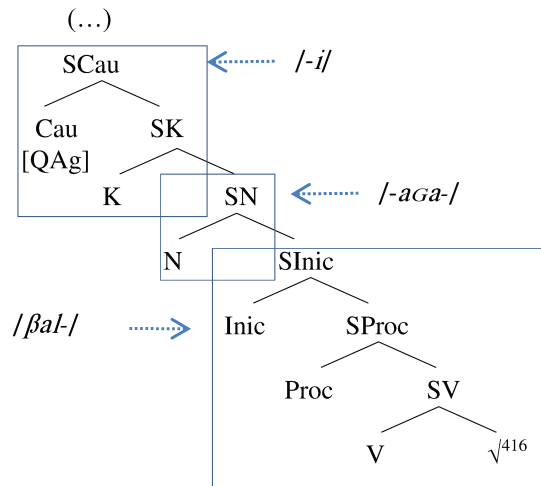 (…)
SCau /-i/
Cau SK
[QAg]
K SN /-aɢa-/
N SInic
/βal-/ Inic SProc
Proc SV
V √416